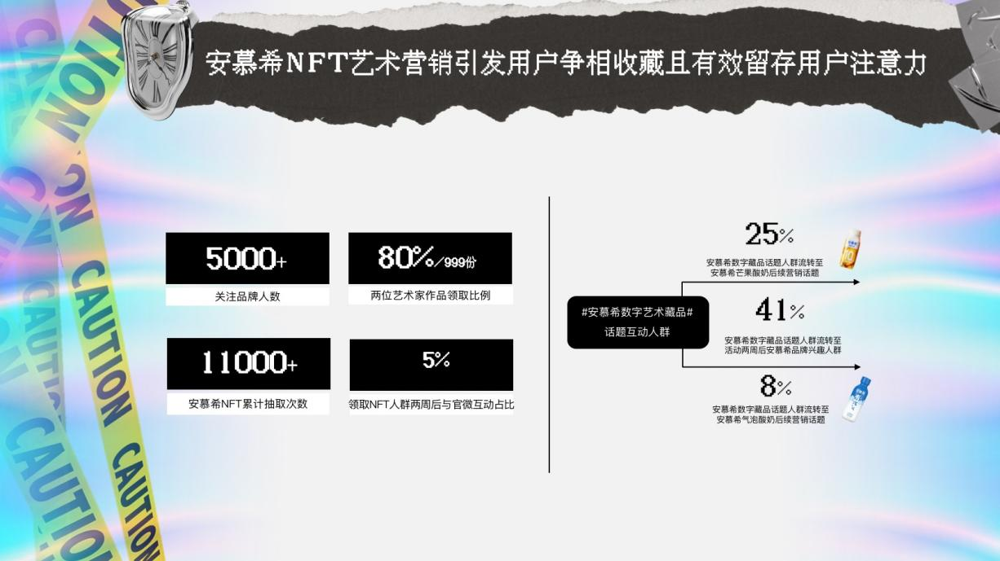 安慕希NFT艺术营销引发用户争相收藏且有效留存用户注意力
5000+
关注品牌人数
80%/999份
两位艺术家作品领取比例
11000+
安慕希NFT累计抽取次数
5%
领取NFT人群两周后与官微互动占比
#安慕希数字艺术藏品#
话题互动人群
25%
安慕希数字藏品话题人群流转至
安慕希芒果酸奶后续营销话题
41%
安慕希数字藏品话题人群流转至
活动两周后安慕希品牌兴趣人群
8%
安慕希数字藏品话题人群流转至
安慕希气泡酸奶后续营销话题
CAUTION
CAUTION
CAUTION
CAUTION
CAUTION